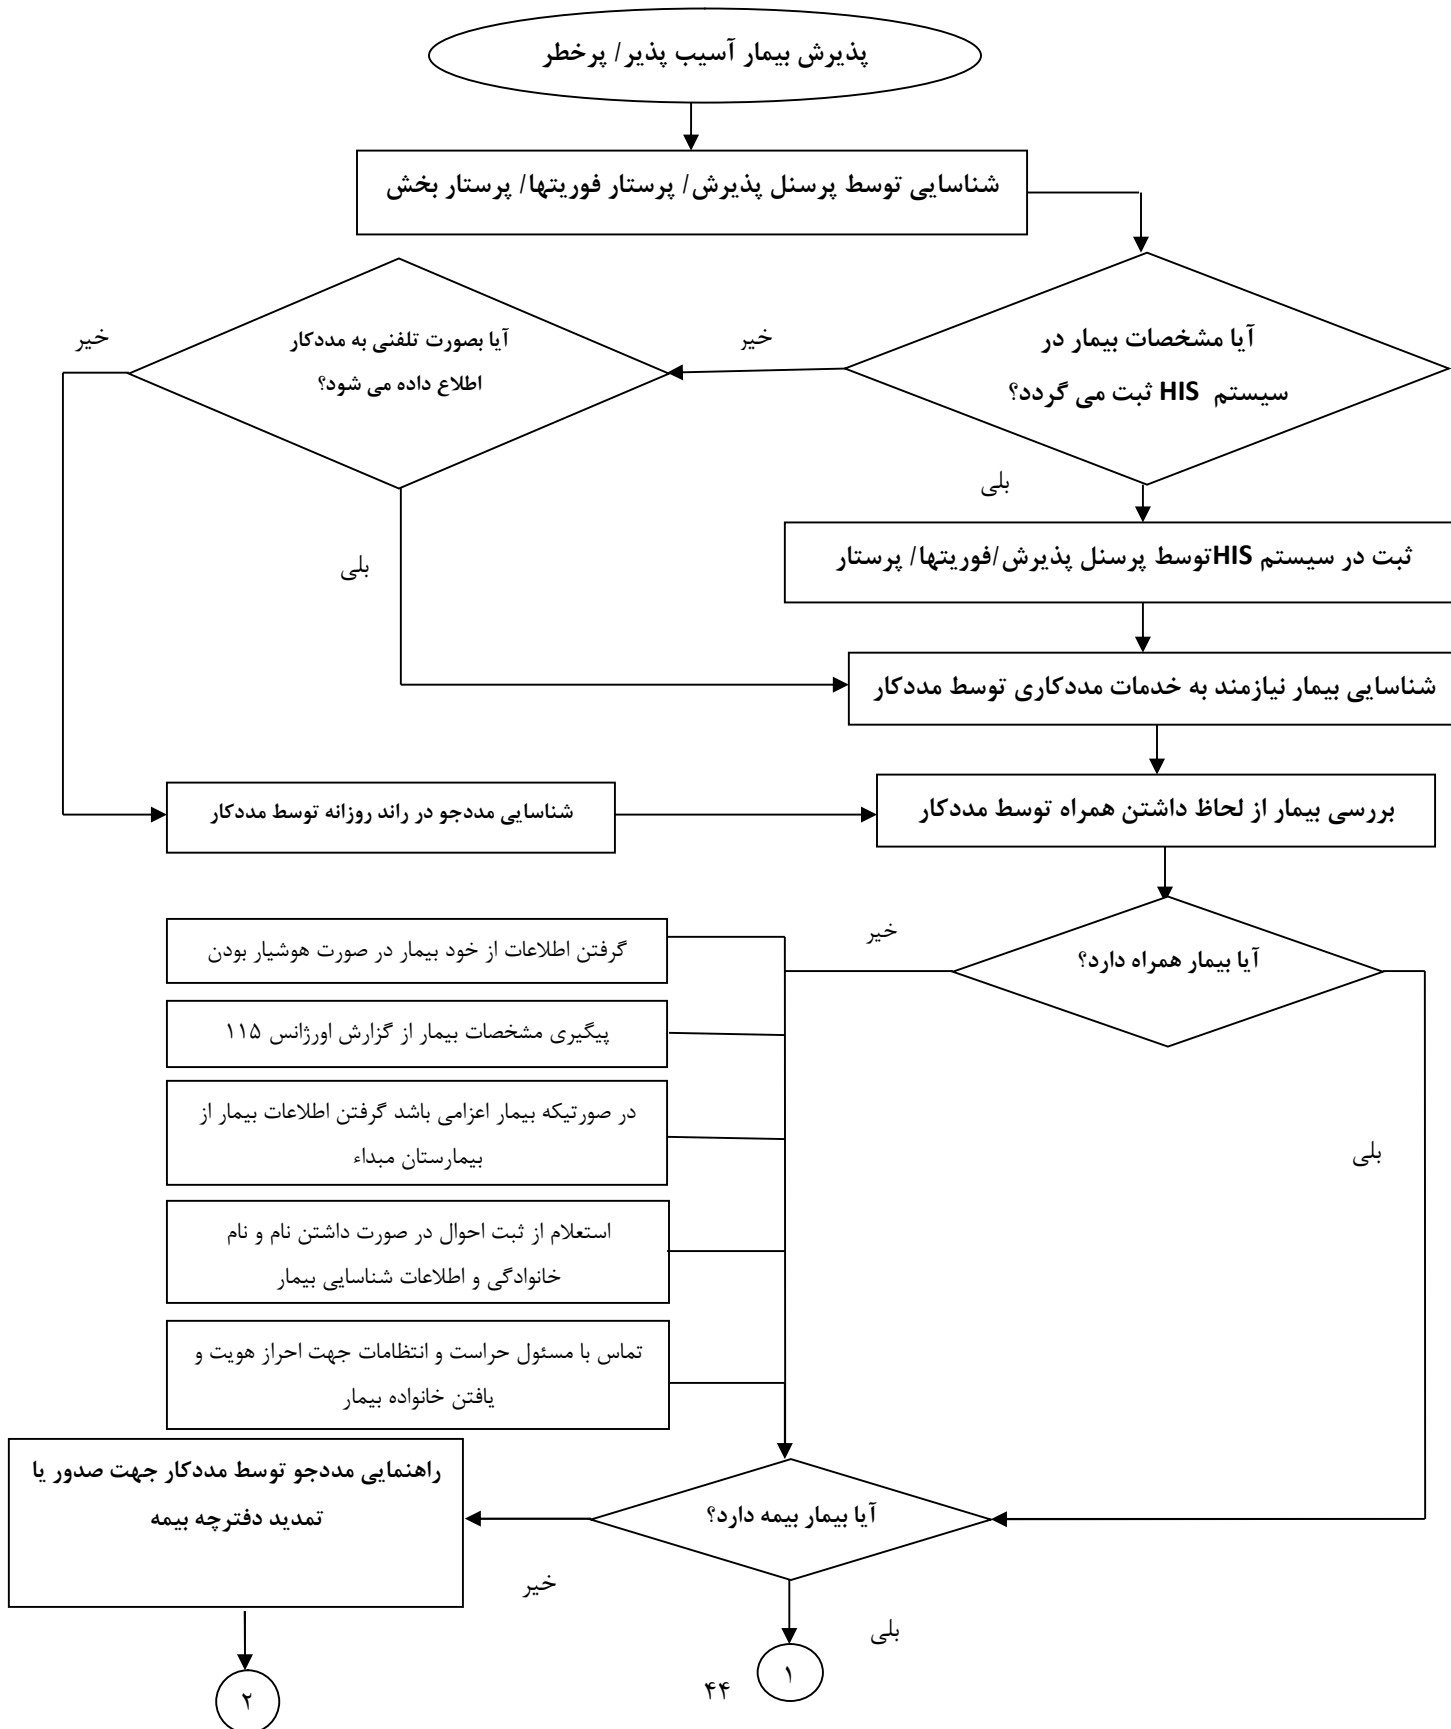 پذیرش بیمار آسیب پذیر/ پرخطر
شناسایی توسط پرسنل پذیرش/ پرستار فوریتها/ پرستار بخش
آیا مشخصات بیمار در
سیستم HIS ثبت می گردد؟
خیر
آیا بصورت تلفنی به مددکار
اطلاع داده می شود؟
خیر
بلی
بلی
ثبت در سیستم HISتوسط پرسنل پذیرش/فوریتها/ پرستار
شناسایی بیمار نیازمند به خدمات مددکاری توسط مددکار
بررسی بیمار از لحاظ داشتن همراه توسط مددکار
شناسایی مددجو در راند روزانه توسط مددکار
آیا بیمار همراه دارد؟
خیر
بلی
گرفتن اطلاعات از خود بیمار در صورت هوشیار بودن
پیگیری مشخصات بیمار از گزارش اورژانس ۱۱۵
در صورتیکه بیمار اعزامی باشد گرفتن اطلاعات بیمار از
بیمارستان مبداء
استعلام از ثبت احوال در صورت داشتن نام و نام
خانوادگی و اطلاعات شناسایی بیمار
تماس با مسئول حراست و انتظامات جهت احراز هویت و
یافتن خانواده بیمار
آیا بیمار بیمه دارد؟
راهنمایی مددجو توسط مددکار جهت صدور یا
تمدید دفترچه بیمه
خیر
بلی
۱
۲
۴۴